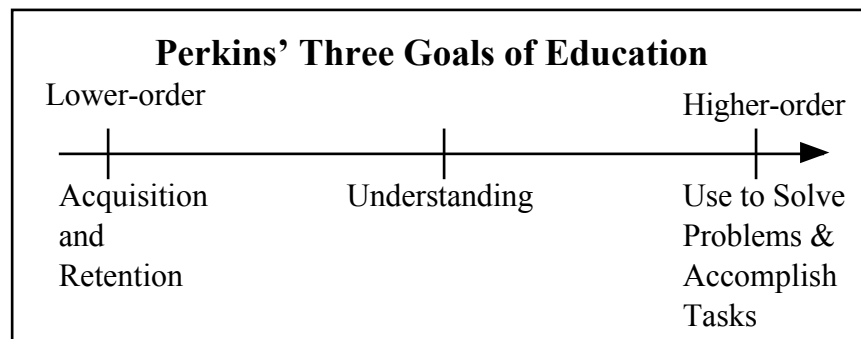 Perkins’ Three Goals of Education
Lower-order
Higher-order
Acquisition
and
Retention
Understanding
Use to Solve
Problems &
Accomplish
Tasks